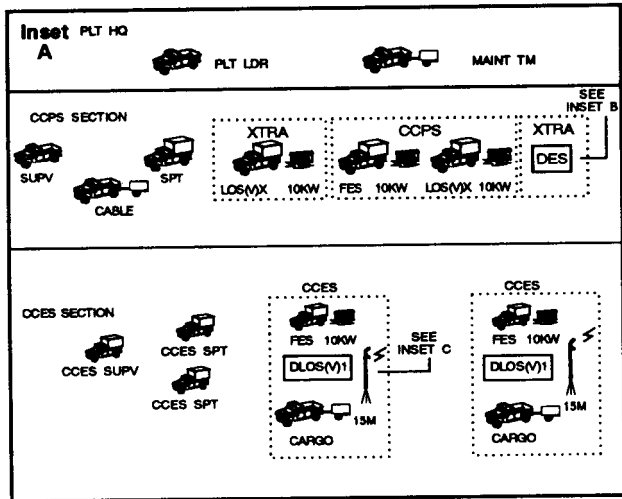 Inset A PLT HQ
PLT LDR
MAINT TM
SEE INSET B
CCPS SECTION
SUPV
CABLE
SPT
XTRA
LOS(V)X 10KW
CCPS
FES 10KW LOS(V)X 10KW
XTRA
DES
CCES SECTION
CCES SUPV
CCES SPT
CCES SPT
CCES
FES 10KW
DLOS(V)1
15M
CARGO
SEE INSET C
CCES
FES 10KW
DLOS(V)1
15M
CARGO